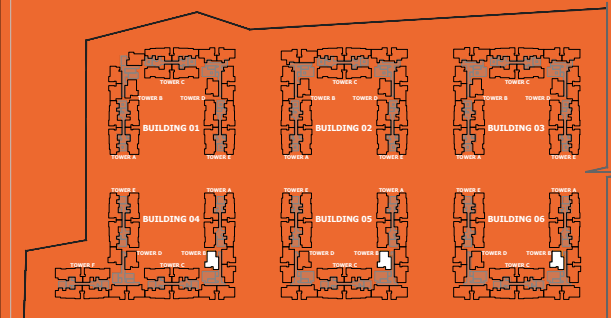 TOWER C TOWER C TOWER C
TOWER B TOWER D TOWER B TOWER D TOWER B TOWER D
BUILDING 01 BUILDING 02 BUILDING 03
TOWER A TOWER E TOWER A TOWER E TOWER A TOWER E
TOWER E TOWER A TOWER E TOWER A TOWER E TOWER A
BUILDING 04 BUILDING 05 BUILDING 06
TOWER D TOWER B TOWER D TOWER B TOWER D TOWER B
TOWER F TOWER C TOWER C TOWER C